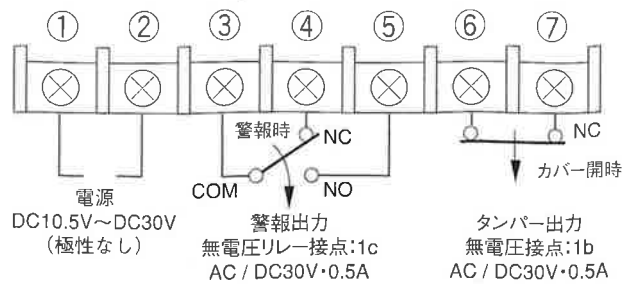 ① ② ③ ④ ⑤ ⑥ ⑦
警報時
NC
NC
カバー開時
COM
NO
電源
DC10.5V～DC30V
（極性なし）
警報出力
無電圧リレー接点:1c
AC / DC30V・0.5A
タンパー出力
無電圧接点:1b
AC / DC30V・0.5A